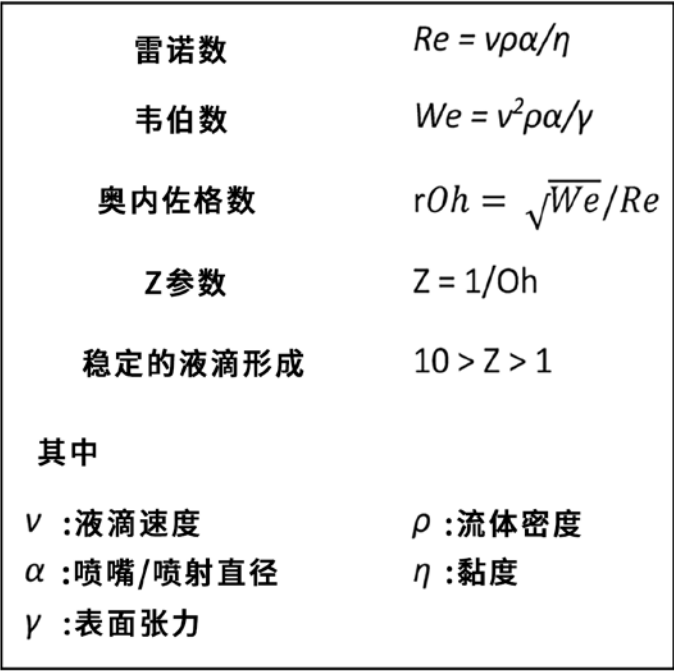 雷诺数 Re = vρα/η
韦伯数 We = v²ρα/γ
奥内佐格数 rOh = √We/Re
Z参数 Z = 1/Oh
稳定的液滴形成 10 > Z > 1
其中
v :液滴速度 ρ :流体密度
α :喷嘴/喷射直径 η :黏度
γ :表面张力